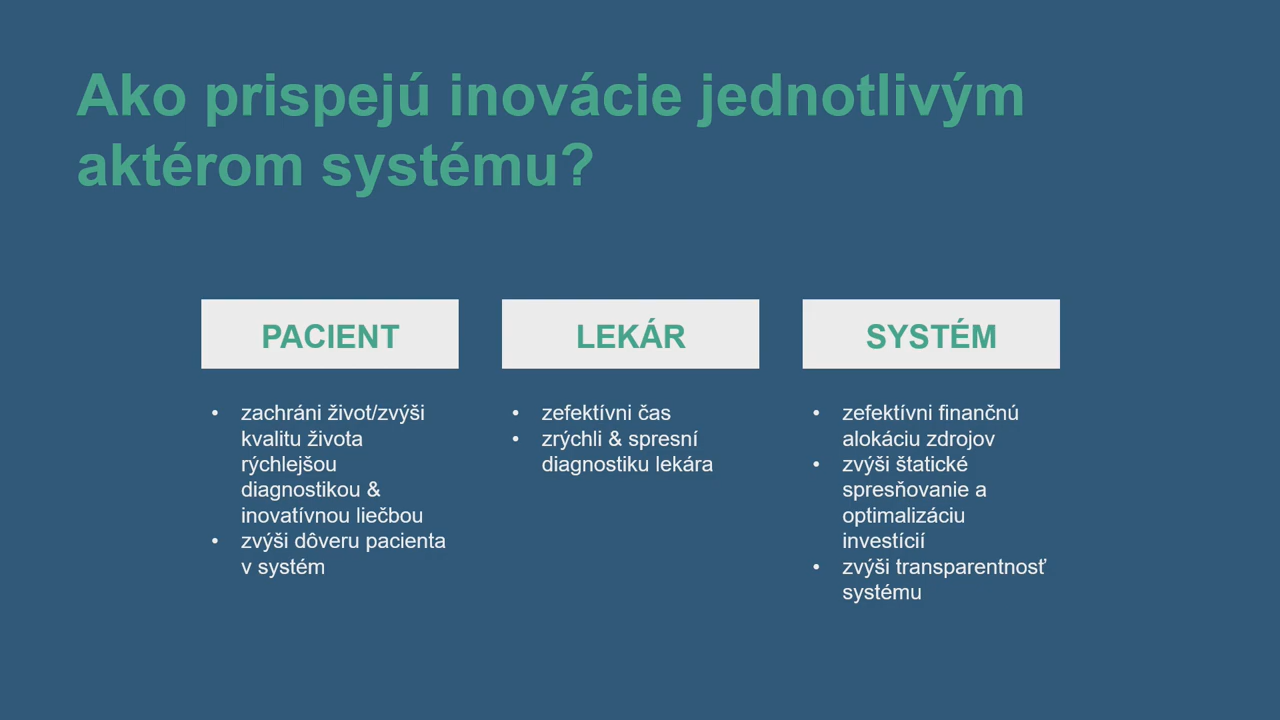 Ako prispejú inovácie jednotlivým
aktérom systému?
PACIENT
• zachráni život/zvýši
kvalitu života
rýchlejšou
diagnostikou &
inovatívnou liečbou
• zvýši dôveru pacienta
v systém
LEKÁR
• zefektívni čas
• zrýchli & spresní
diagnostiku lekára
SYSTÉM
• zefektívni finančnú
alokáciu zdrojov
• zvýši štatické
spresňovanie a
optimalizáciu
investícií
• zvýši transparentnosť
systému